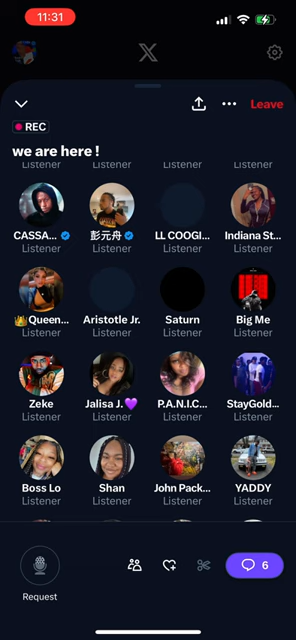 11:31
Leave
REC
we are here !
Listener Listener Listener Listener
CASSA... 彭元舟 LL COOGI... Indiana St...
Listener Listener Listener Listener
👑Queen... Aristotle Jr. Saturn Big Me
Listener Listener Listener Listener
Zeke Jalisa J.💜 P.A.N.I.C... StayGold...
Listener Listener Listener Listener
Boss Lo Shan John Pack... YADDY
Listener Listener Listener Listener
6
Request